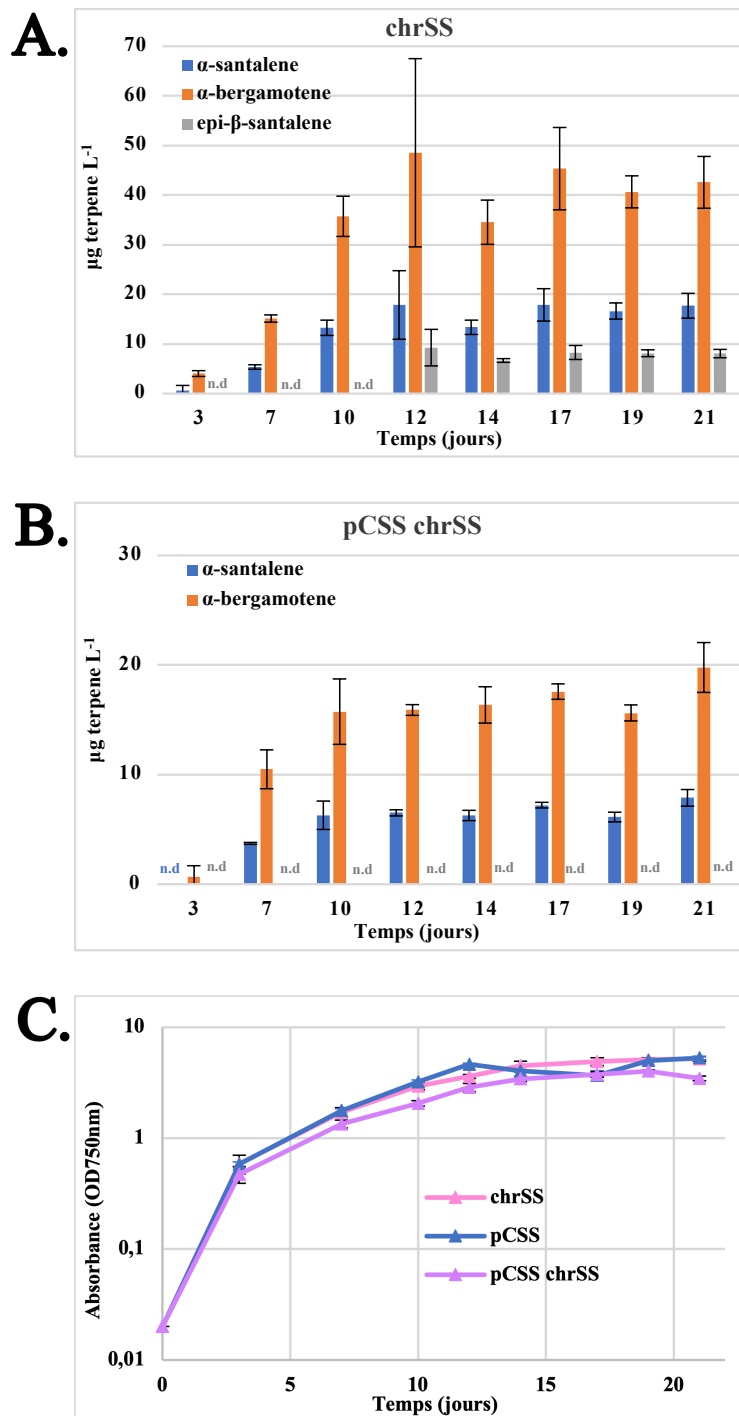 A.
chrSS
70
60
50
40
30
20
10
0
µg terpene L-1
α-santalene
α-bergamotene
epi-β-santalene
n.d n.d n.d
3 7 10 12 14 17 19 21
Temps (jours)
B.
pCSS chrSS
30
20
10
0
µg terpene L-1
α-santalene
α-bergamotene
n.d n.d n.d n.d n.d n.d n.d n.d n.d
3 7 10 12 14 17 19 21
Temps (jours)
C.
10
1
0,1
0,01
Absorbance (OD750nm)
chrSS
pCSS
pCSS chrSS
0 5 10 15 20
Temps (jours)